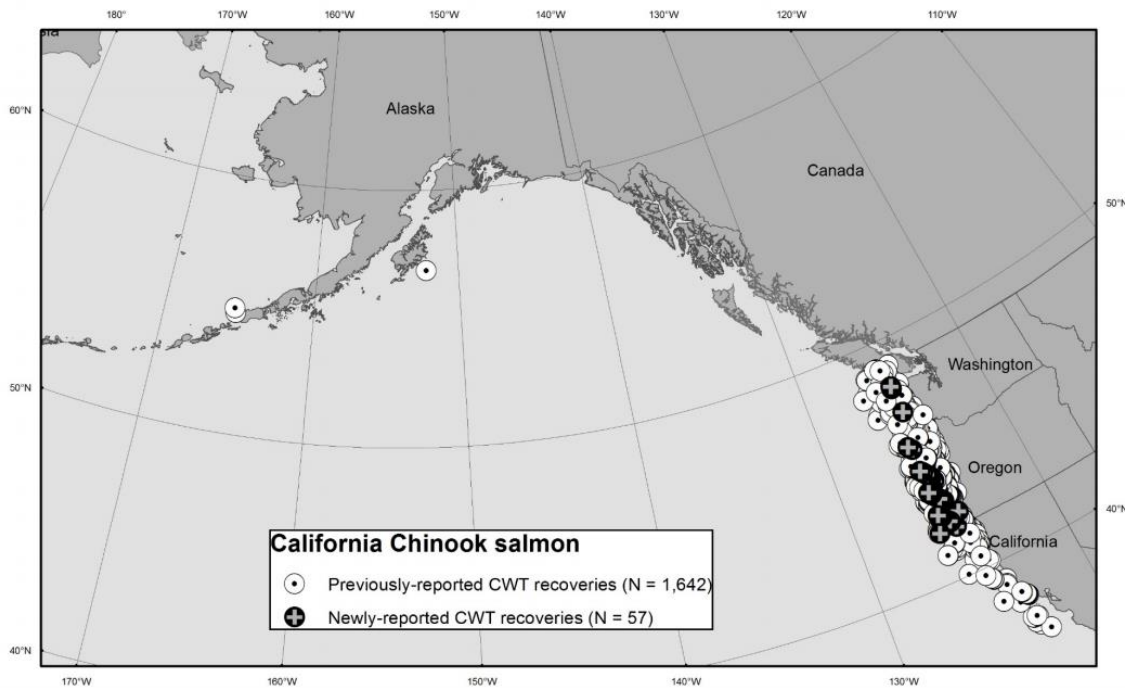 180° 170°W 160°W 150°W 140°W 130°W 120°W 110°W
60°N
Alaska
Canada
50°N
50°N
Washington
Oregon
40°N
California
California Chinook salmon
Previously-reported CWT recoveries (N = 1,642)
Newly-reported CWT recoveries (N = 57)
40°N
170°W 160°W 150°W 140°W 130°W